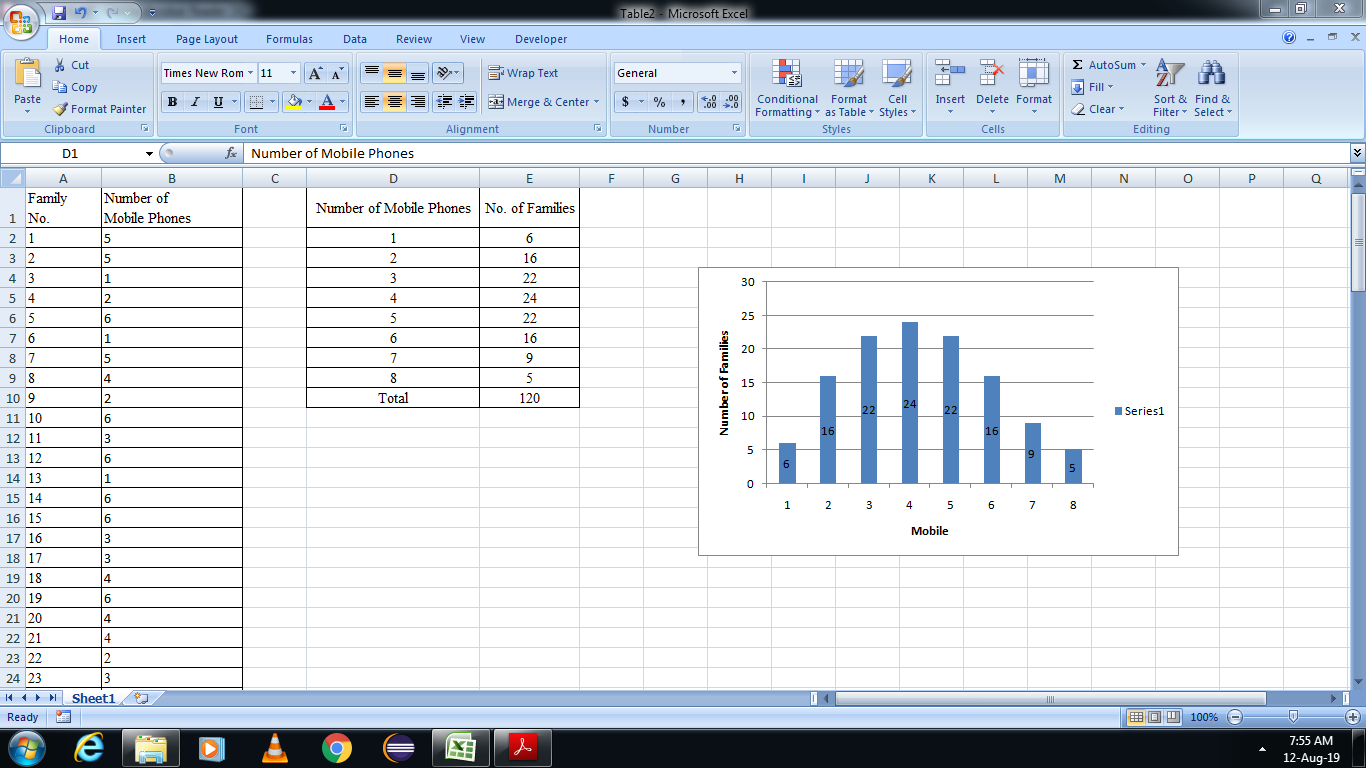 Table2 - Microsoft Excel
Home Insert Page Layout Formulas Data Review View Developer
Cut
Copy
Format Painter
Paste
Clipboard
Times New Rom 11
B I U
Font
Wrap Text
Merge & Center
Alignment
General
$ % ,
Number
Conditional Formatting
Format as Table
Cell Styles
Styles
Insert Delete Format
Cells
Σ AutoSum
Fill
Clear
Sort & Filter
Find & Select
Editing
D1 fx Number of Mobile Phones
A B C D E F G H I J K L M N O P Q
1 Family No. Number of Mobile Phones Number of Mobile Phones No. of Families
2 1 5 1 6
3 2 5 2 16
4 3 1 3 22
5 4 2 4 24
6 5 6 5 22
7 6 1 6 16
8 7 5 7 9
9 8 4 8 5
10 9 2 Total 120
11 10 6
12 11 3
13 12 6
14 13 1
15 14 6
16 15 6
17 16 3
18 17 3
19 18 4
20 19 6
21 20 4
22 21 4
23 22 2
24 23 3
Number of Families
30
25
20
15
10
5
0
6 16 22 24 22 16 9 5
1 2 3 4 5 6 7 8
Mobile
Series1
Sheet1
Ready 100%
7:55 AM
12-Aug-19